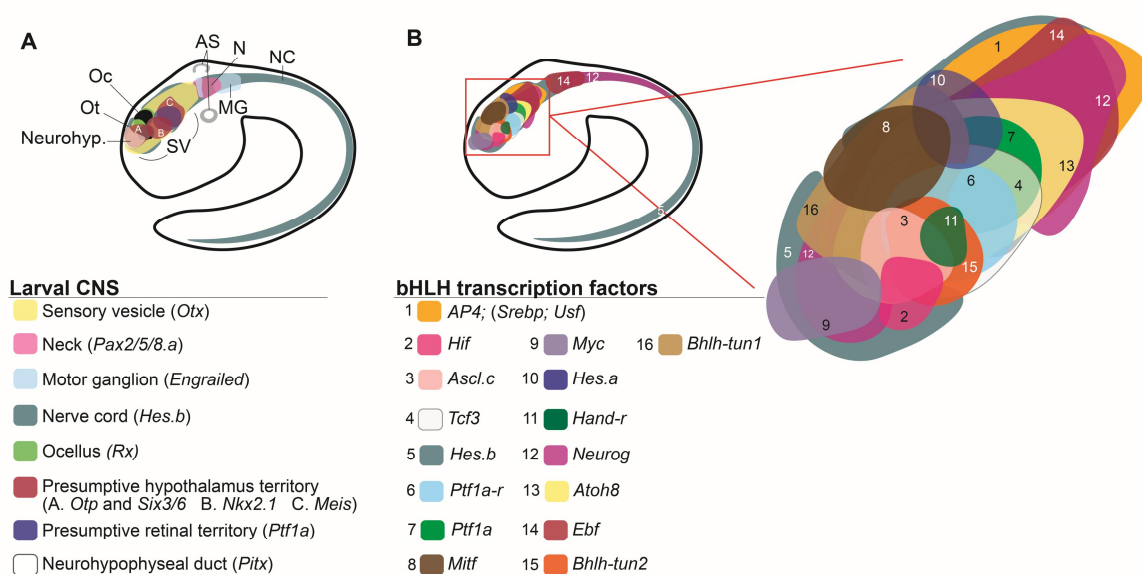 A
AS
N
NC
Oc
Ot
Neurohyp.
MG
SV
A
B
C
B
14
12
5
1
14
10
12
8
7
13
6
4
16
3
11
5
12
15
2
9
Larval CNS
Sensory vesicle (Otx)
Neck (Pax2/5/8.a)
Motor ganglion (Engrailed)
Nerve cord (Hes.b)
Ocellus (Rx)
Presumptive hypothalamus territory
(A. Otp and Six3/6 B. Nkx2.1 C. Meis)
Presumptive retinal territory (Ptf1a)
Neurohypophyseal duct (Pitx)
bHLH transcription factors
1 AP4; (Srebp; Usf)
2 Hif
3 Ascl.c
4 Tcf3
5 Hes.b
6 Ptf1a-r
7 Ptf1a
8 Mitf
9 Myc
10 Hes.a
11 Hand-r
12 Neurog
13 Atoh8
14 Ebf
15 Bhlh-tun2
16 Bhlh-tun1